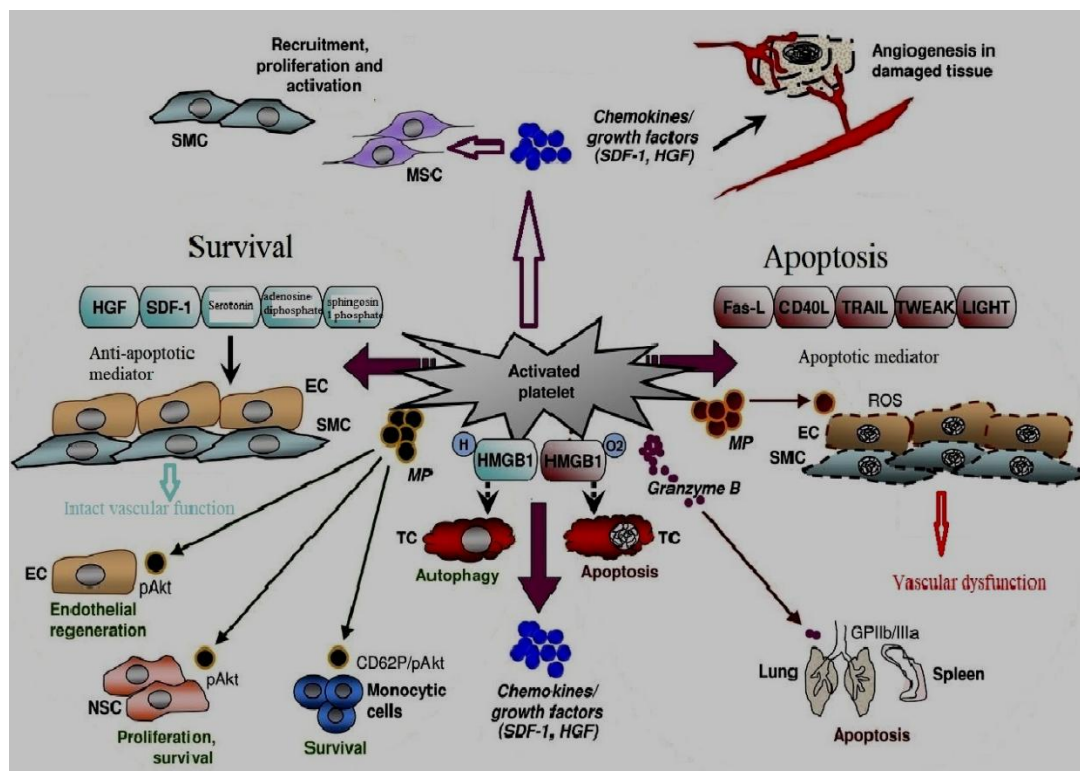 Recruitment,
proliferation and
activation
SMC
MSC
Chemokines/
growth factors
(SDF-1, HGF)
Angiogenesis in
damaged tissue
Survival
HGF
SDF-1
Serotonin
adenosine
diphosphate
sphingosin
1 phosphate
Anti-apoptotic
mediator
EC
SMC
Intact vascular function
Apoptosis
Fas-L
CD40L
TRAIL
TWEAK
LIGHT
Apoptotic mediator
Activated
platelet
MP
ROS
EC
SMC
Vascular dysfunction
MP
H
HMGB1
HMGB1
O2
Granzyme B
TC
Autophagy
TC
Apoptosis
EC
pAkt
Endothelial
regeneration
NSC
pAkt
Proliferation,
survival
CD62P/pAkt
Monocytic
cells
Survival
Chemokines/
growth factors
(SDF-1, HGF)
GPIIb/IIIa
Lung
Spleen
Apoptosis